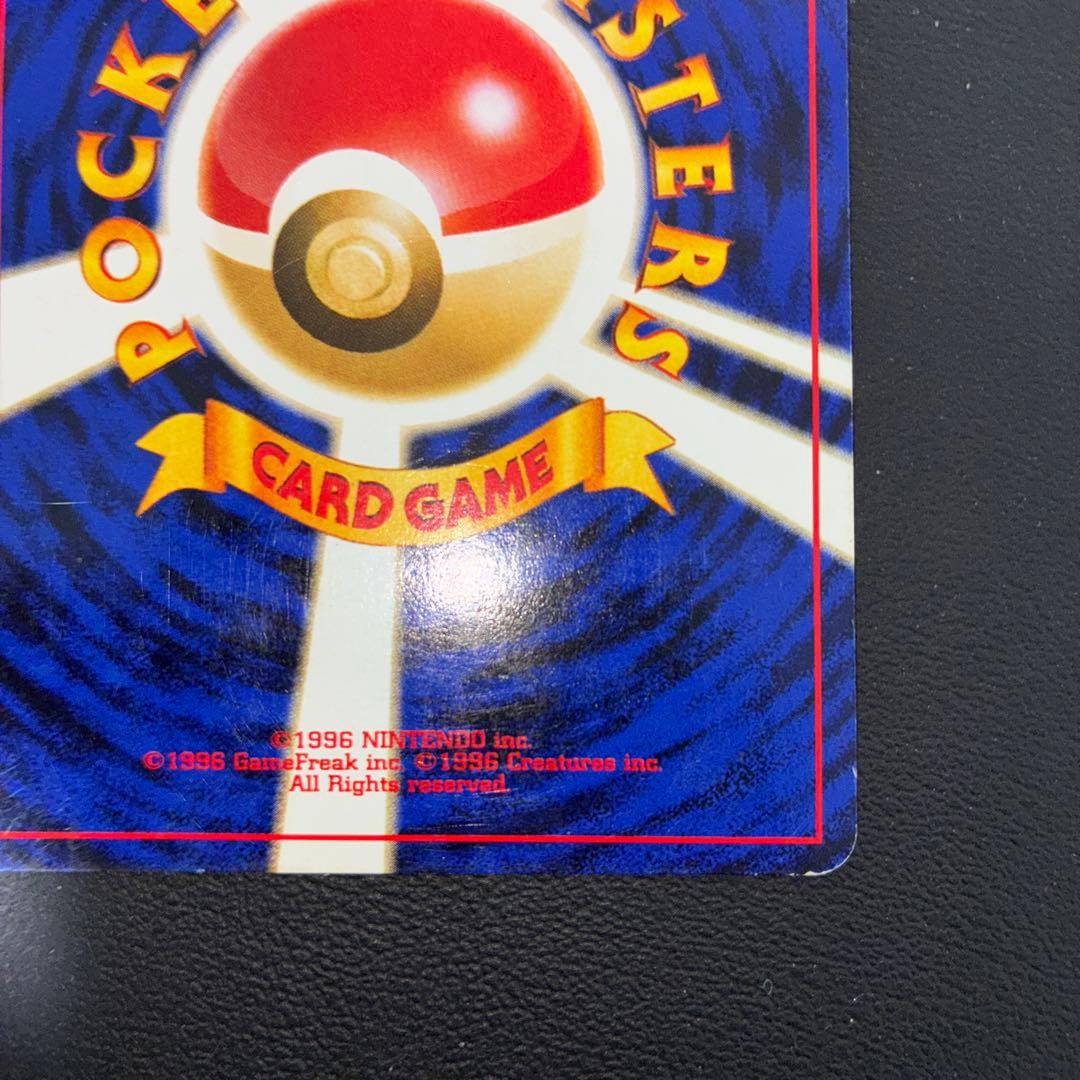 POCKE
STERS
CARD GAME
©1996 NINTENDO inc.
©1996 GameFreak inc. ©1996 Creatures inc.
All Rights reserved.